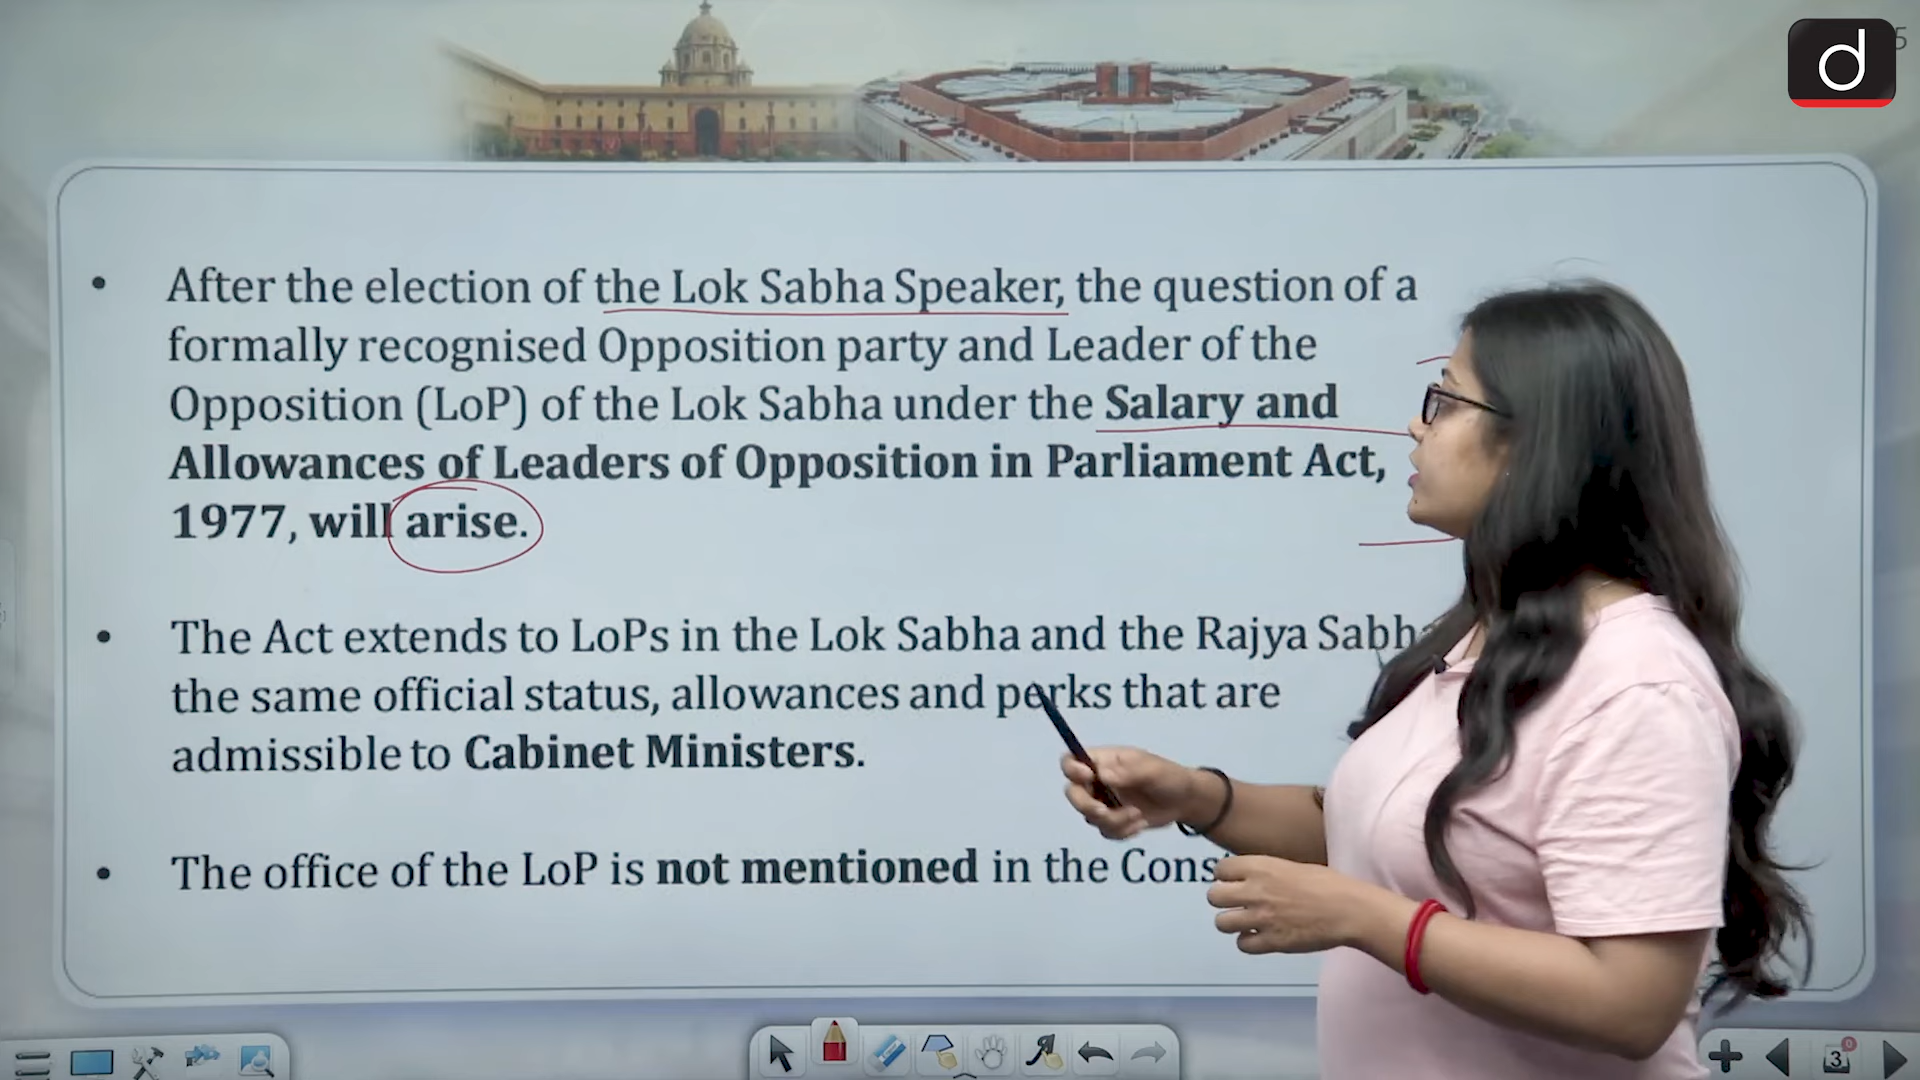 d
5
• After the election of the Lok Sabha Speaker, the question of a
formally recognised Opposition party and Leader of the
Opposition (LoP) of the Lok Sabha under the Salary and
Allowances of Leaders of Opposition in Parliament Act,
1977, will arise.
• The Act extends to LoPs in the Lok Sabha and the Rajya
the same official status, allowances and perks that are
admissible to Cabinet Ministers.
• The office of the LoP is not mentioned in the
3
0